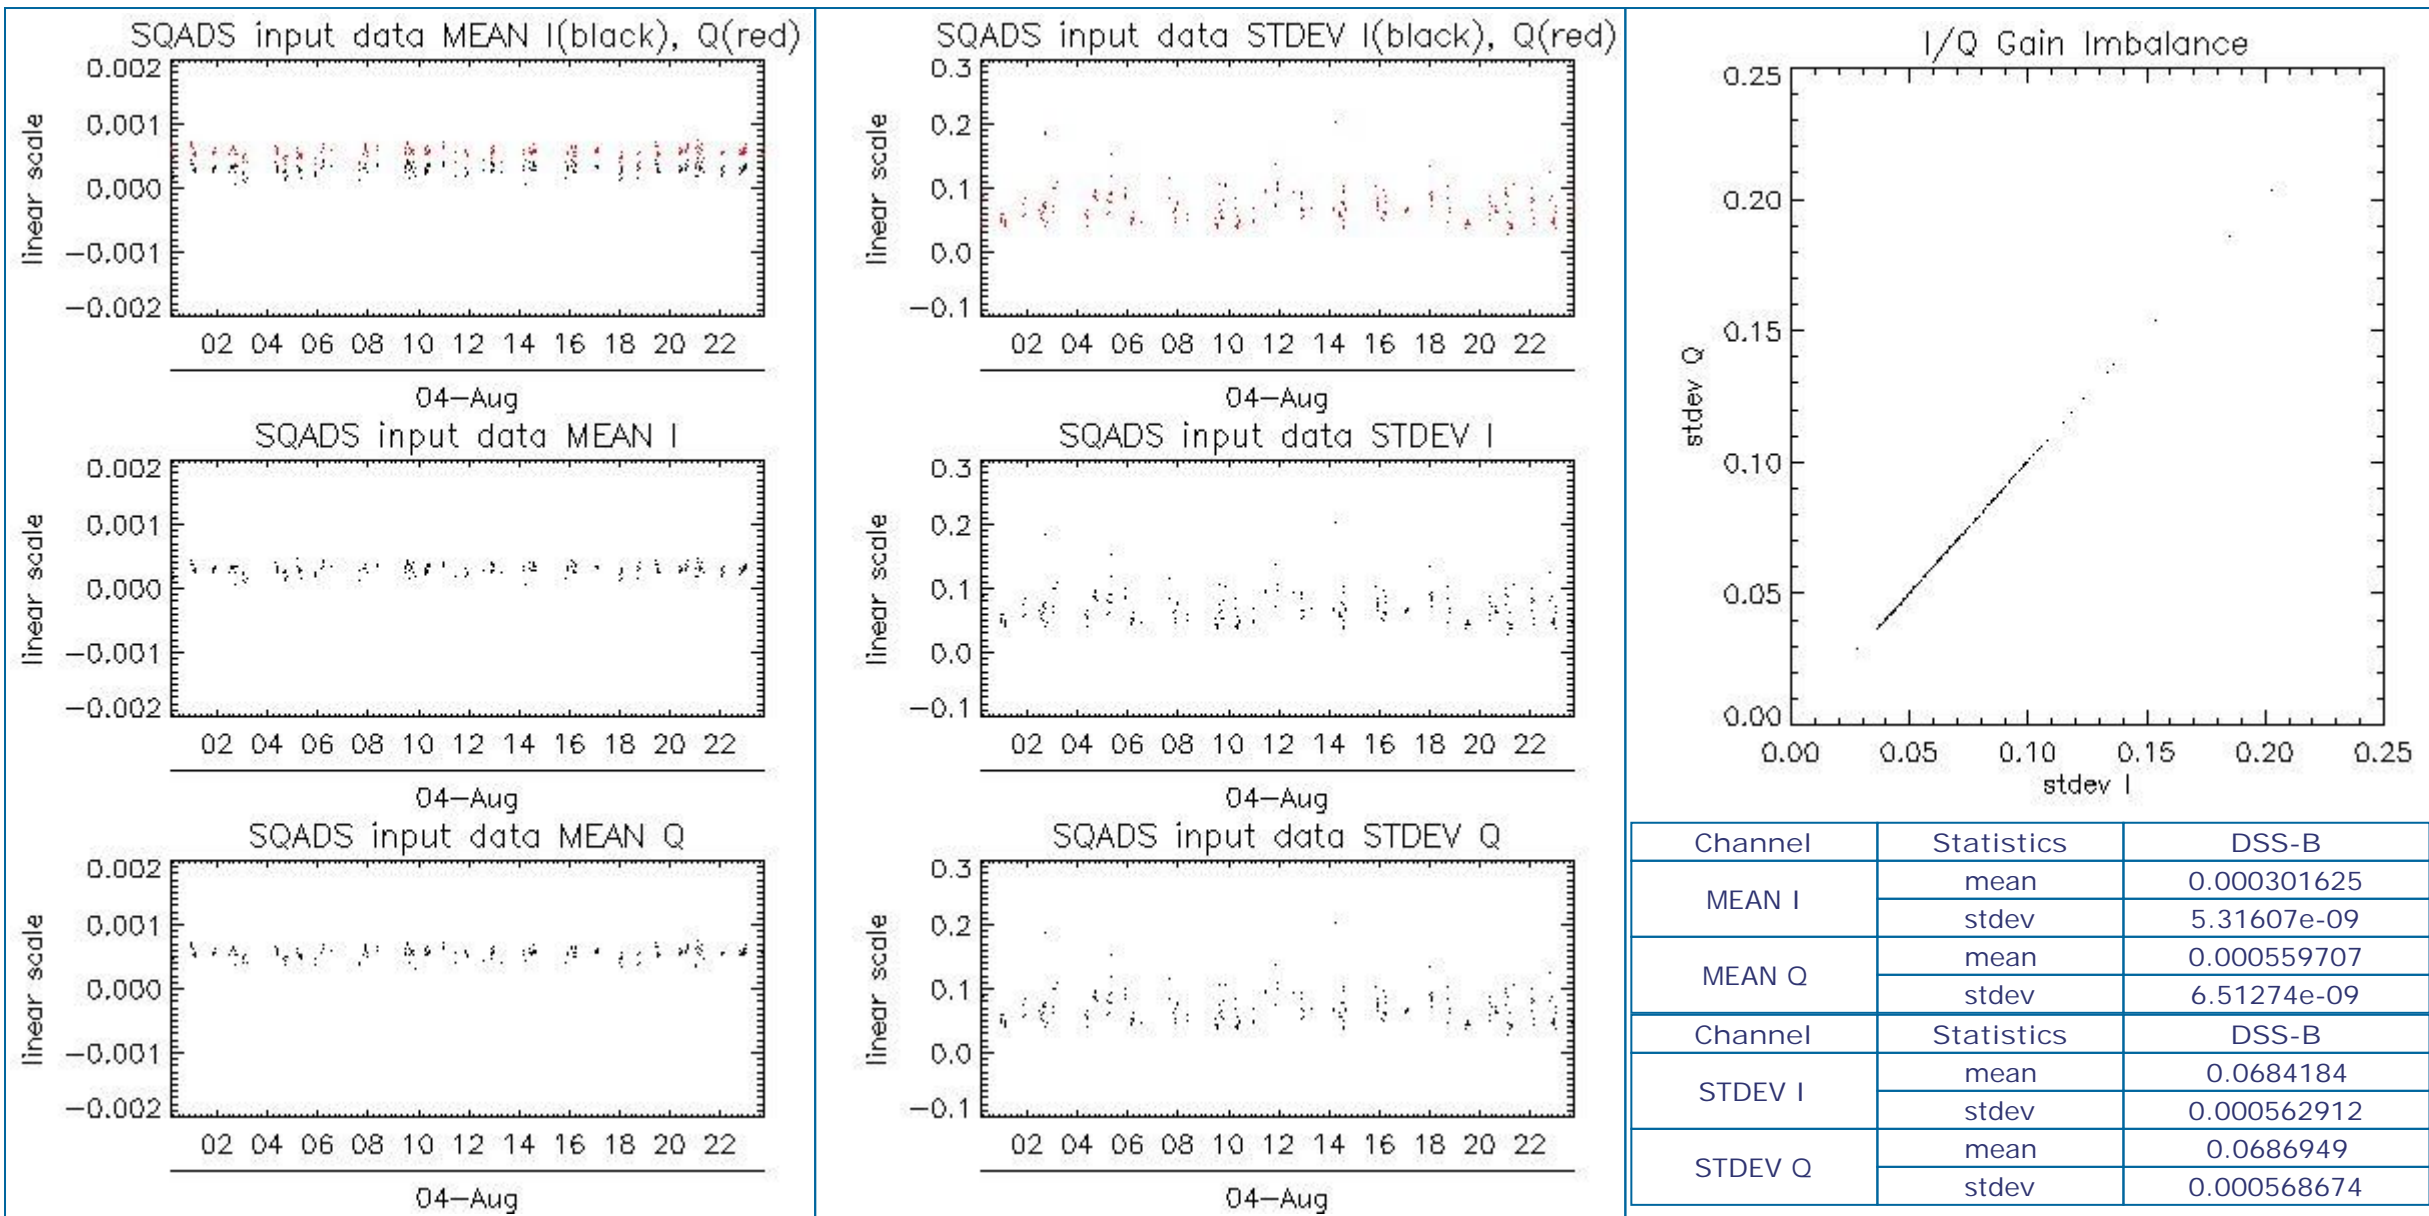 SQADS input data MEAN I(black), Q(red)
0.002
0.001
0.000
-0.001
-0.002
linear scale
02 04 06 08 10 12 14 16 18 20 22
04-Aug
SQADS input data MEAN I
0.002
0.001
0.000
-0.001
-0.002
linear scale
02 04 06 08 10 12 14 16 18 20 22
04-Aug
SQADS input data MEAN Q
0.002
0.001
0.000
-0.001
-0.002
linear scale
02 04 06 08 10 12 14 16 18 20 22
04-Aug
SQADS input data STDEV I(black), Q(red)
0.3
0.2
0.1
0.0
-0.1
linear scale
02 04 06 08 10 12 14 16 18 20 22
04-Aug
SQADS input data STDEV I
0.3
0.2
0.1
0.0
-0.1
linear scale
02 04 06 08 10 12 14 16 18 20 22
04-Aug
SQADS input data STDEV Q
0.3
0.2
0.1
0.0
-0.1
linear scale
02 04 06 08 10 12 14 16 18 20 22
04-Aug
I/Q Gain Imbalance
0.25
0.20
0.15
0.10
0.05
0.00
stdev Q
0.00 0.05 0.10 0.15 0.20 0.25
stdev I
Channel Statistics DSS-B
MEAN I mean 0.000301625
stdev 5.31607e-09
MEAN Q mean 0.000559707
stdev 6.51274e-09
Channel Statistics DSS-B
STDEV I mean 0.0684184
stdev 0.000562912
STDEV Q mean 0.0686949
stdev 0.000568674